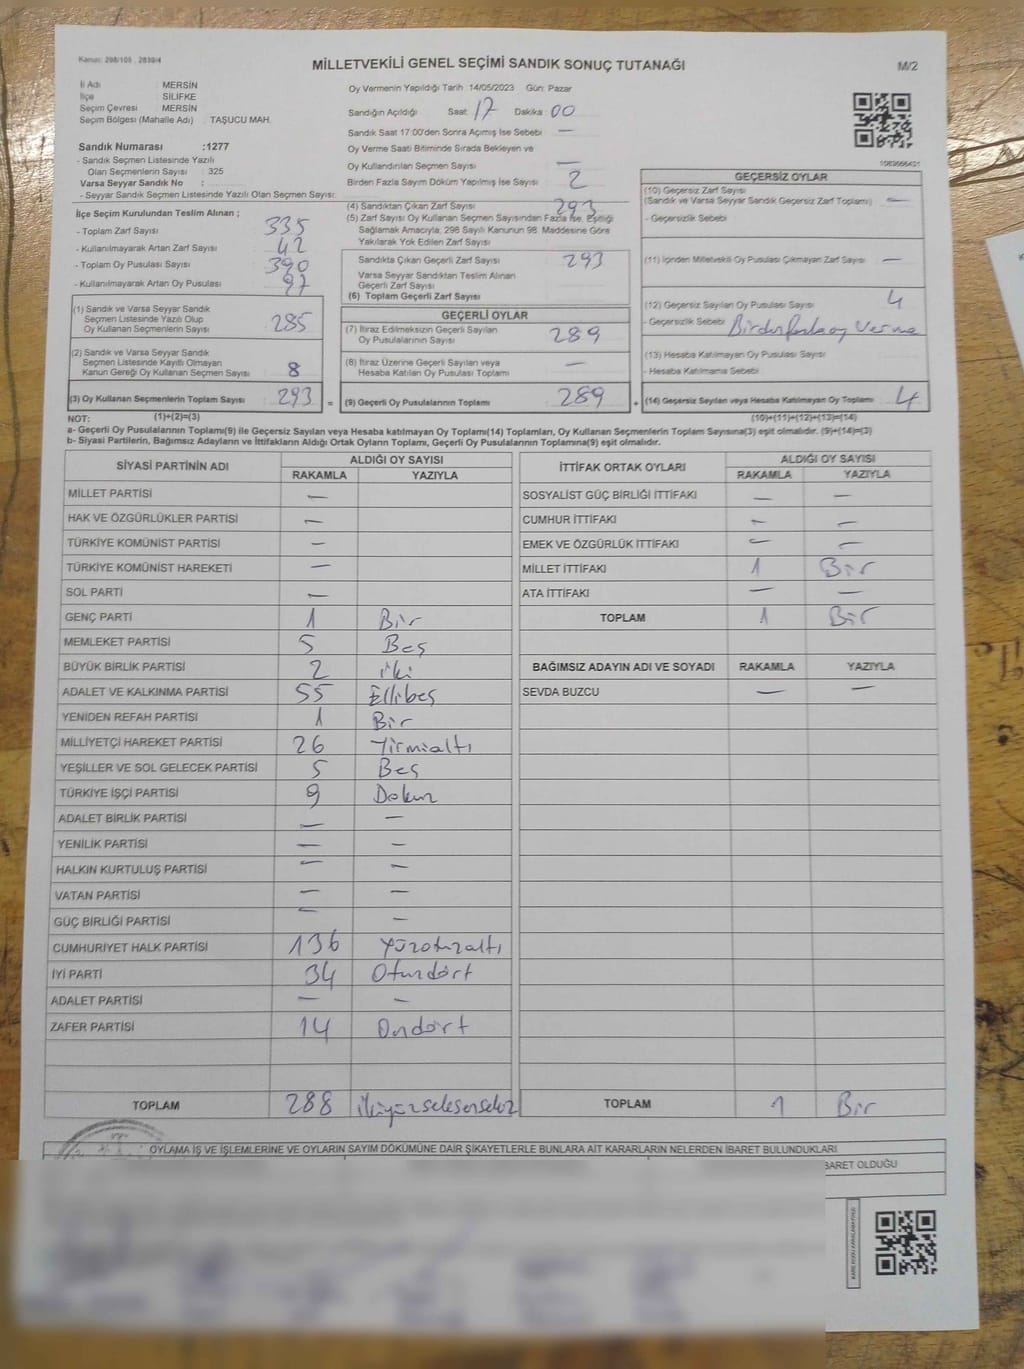 Kanun: 298/105 , 2839/4
MİLLETVEKİLİ GENEL SEÇİMİ SANDIK SONUÇ TUTANAĞI
M/2
İl Adı : MERSİN
İlçe : SİLİFKE
Seçim Çevresi : MERSİN
Seçim Bölgesi (Mahalle Adı) : TAŞUCU MAH.
Sandık Numarası :1277
- Sandık Seçmen Listesinde Yazılı
Olan Seçmenlerin Sayısı : 325
Varsa Seyyar Sandık No :
- Seyyar Sandık Seçmen Listesinde Yazılı Olan Seçmen Sayısı:
Oy Vermenin Yapıldığı Tarih :14/05/2023 Gün: Pazar
Sandığın Açıldığı Saat: 17 Dakika: 00
Sandık Saat 17:00'den Sonra Açımış İse Sebebi : —
Oy Verme Saati Bitiminde Sırada Bekleyen ve
Oy Kullandırılan Seçmen Sayısı : —
Birden Fazla Sayım Döküm Yapılmış İse Sayısı : 2
İlçe Seçim Kurulundan Teslim Alınan ;
- Toplam Zarf Sayısı : 335
- Kullanılmayarak Artan Zarf Sayısı : 42
- Toplam Oy Pusulası Sayısı : 390
- Kullanılmayarak Artan Oy Pusulası : 97
(1) Sandık ve Varsa Seyyar Sandık
Seçmen Listesinde Yazılı Olup
Oy Kullanan Seçmenlerin Sayısı : 285
(2) Sandık ve Varsa Seyyar Sandık
Seçmen Listesinde Kayıtlı Olmayan
Kanun Gereği Oy Kullanan Seçmen Sayısı : 8
(3) Oy Kullanan Seçmenlerin Toplam Sayısı : 293
(1)+(2)=(3)
(4) Sandıktan Çıkan Zarf Sayısı : 293
(5) Zarf Sayısı Oy Kullanan Seçmen Sayısından Fazla İse, Eşitliği
Sağlamak Amacıyla, 298 Sayılı Kanunun 98. Maddesine Göre
Yakılarak Yok Edilen Zarf Sayısı :
Sandıkta Çıkan Geçerli Zarf Sayısı : 293
Varsa Seyyar Sandıktan Teslim Alınan
Geçerli Zarf Sayısı :
(6) Toplam Geçerli Zarf Sayısı :
GEÇERLİ OYLAR
(7) İtiraz Edilmeksizin Geçerli Sayılan
Oy Pusulalarının Sayısı : 289
(8) İtiraz Üzerine Geçerli Sayılan veya
Hesaba Katılan Oy Pusulası Toplamı : —
= (9) Geçerli Oy Pusulalarının Toplamı : 289 +
1083666431
GEÇERSİZ OYLAR
(10) Geçersiz Zarf Sayısı
(Sandık ve Varsa Seyyar Sandık Geçersiz Zarf Toplamı) : —
- Geçersizlik Sebebi :
(11) İçinden Milletvekili Oy Pusulası Çıkmayan Zarf Sayısı : —
(12) Geçersiz Sayılan Oy Pusulası Sayısı : 4
- Geçersizlik Sebebi : Birden fazla oy Verme
(13) Hesaba Katılmayan Oy Pusulası Sayısı :
- Hesaba Katılmama Sebebi :
(14) Geçersiz Sayılan veya Hesaba Katılmayan Oy Toplamı : 4
(10)+(11)+(12)+(13)=(14)
NOT:
a- Geçerli Oy Pusulalarının Toplamı(9) ile Geçersiz Sayılan veya Hesaba katılmayan Oy Toplamı(14) Toplamları, Oy Kullanan Seçmenlerin Toplam Sayısına(3) eşit olmalıdır. (9)+(14)=(3)
b- Siyasi Partilerin, Bağımsız Adayların ve İttifakların Aldığı Ortak Oyların Toplamı, Geçerli Oy Pusulalarının Toplamına(9) eşit olmalıdır.
SİYASİ PARTİNİN ADI ALDIĞI OY SAYISI
RAKAMLA YAZIYLA
MİLLET PARTİSİ —
HAK VE ÖZGÜRLÜKLER PARTİSİ —
TÜRKİYE KOMÜNİST PARTİSİ —
TÜRKİYE KOMÜNİST HAREKETİ —
SOL PARTİ —
GENÇ PARTİ 1 Bir
MEMLEKET PARTİSİ 5 Beş
BÜYÜK BİRLİK PARTİSİ 2 iki
ADALET VE KALKINMA PARTİSİ 55 Ellibeş
YENİDEN REFAH PARTİSİ 1 Bir
MİLLİYETÇİ HAREKET PARTİSİ 26 Yirmialtı
YEŞİLLER VE SOL GELECEK PARTİSİ 5 Beş
TÜRKİYE İŞÇİ PARTİSİ 9 Dokuz
ADALET BİRLİK PARTİSİ — —
YENİLİK PARTİSİ — —
HALKIN KURTULUŞ PARTİSİ — —
VATAN PARTİSİ — —
GÜÇ BİRLİĞİ PARTİSİ — —
CUMHURİYET HALK PARTİSİ 136 Yüzotuzaltı
İYİ PARTİ 34 Otuzdört
ADALET PARTİSİ — —
ZAFER PARTİSİ 14 Ondört
TOPLAM 288 ikiyüzseksensekiz
İTTİFAK ORTAK OYLARI ALDIĞI OY SAYISI
RAKAMLA YAZIYLA
SOSYALİST GÜÇ BİRLİĞİ İTTİFAKI — —
CUMHUR İTTİFAKI — —
EMEK VE ÖZGÜRLÜK İTTİFAKI — —
MİLLET İTTİFAKI 1 Bir
ATA İTTİFAKI — —
TOPLAM 1 Bir
BAĞIMSIZ ADAYIN ADI VE SOYADI RAKAMLA YAZIYLA
SEVDA BUZCU — —
TOPLAM 1 Bir
OYLAMA İŞ VE İŞLEMLERİNE VE OYLARIN SAYIM DÖKÜMÜNE DAİR ŞİKAYETLERLE BUNLARA AİT KARARLARIN NELERDEN İBARET BULUNDUKLARI
BARET OLDUĞU